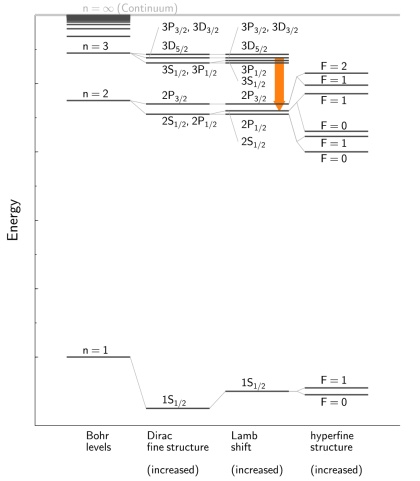 n = ∞ (Continuum)
3P3/2, 3D3/2
3P3/2, 3D3/2
n = 3
3D5/2
3D5/2
3S1/2, 3P1/2
3P1/2
3S1/2
F = 2
F = 1
n = 2
2P3/2
2P3/2
F = 1
2S1/2, 2P1/2
2P1/2
F = 0
2S1/2
F = 1
F = 0
Energy
n = 1
1S1/2
1S1/2
F = 1
F = 0
Bohr levels
Dirac fine structure
(increased)
Lamb shift
(increased)
hyperfine structure
(increased)